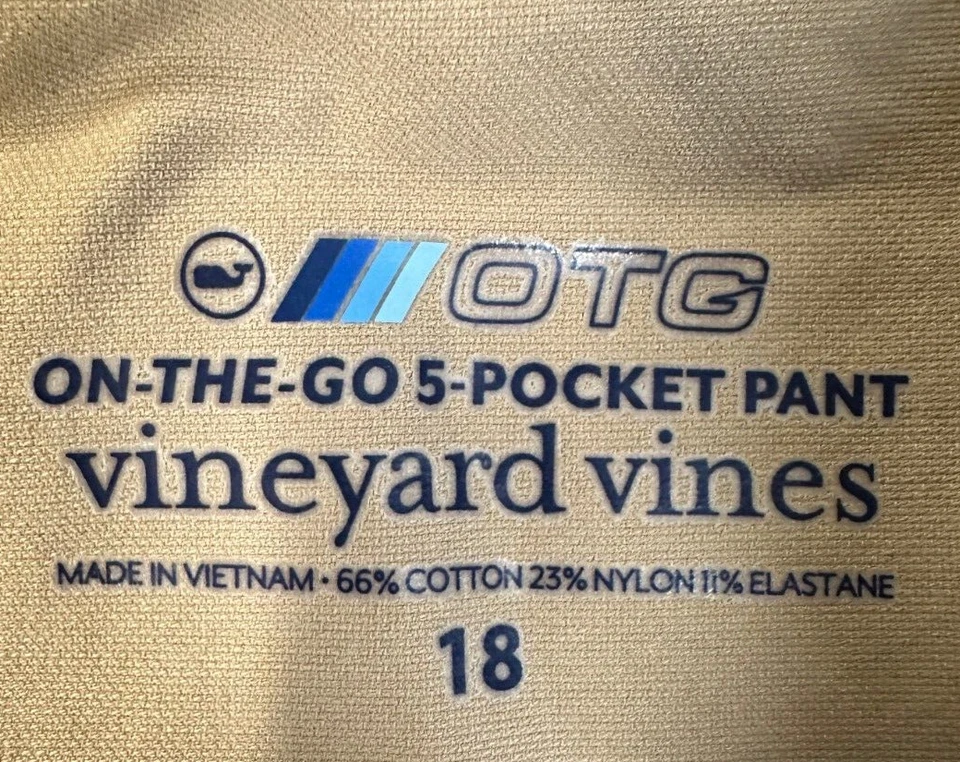 OTG
ON-THE-GO 5-POCKET PANT
vineyard vines
MADE IN VIETNAM • 66% COTTON 23% NYLON 11% ELASTANE
18